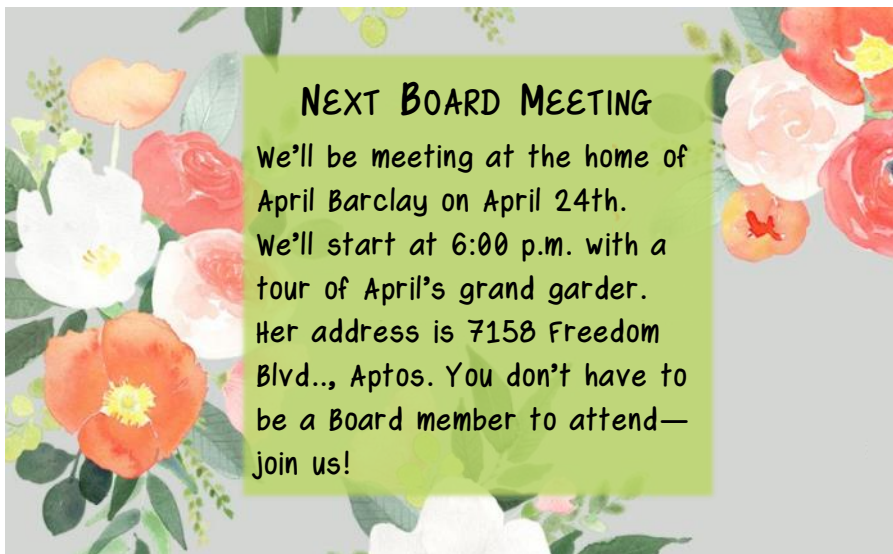 Next Board Meeting
We’ll be meeting at the home of
April Barclay on April 24th.
We’ll start at 6:00 p.m. with a
tour of April’s grand garder.
Her address is 7158 Freedom
Blvd.., Aptos. You don’t have to
be a Board member to attend—
join us!